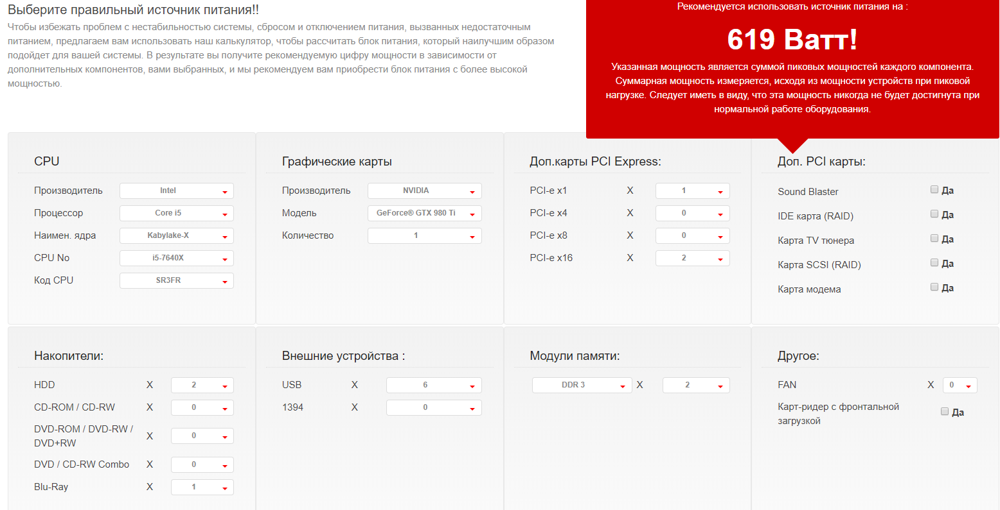 Выберите правильный источник питания!!
Чтобы избежать проблем с нестабильностью системы, сбросом и отключением питания, вызванных недостаточным
питанием, предлагаем вам использовать наш калькулятор, чтобы рассчитать блок питания, который наилучшим образом
подойдет для вашей системы. В результате вы получите рекомендуемую цифру мощности в зависимости от
дополнительных компонентов, вами выбранных, и мы рекомендуем вам приобрести блок питания с более высокой
мощностью.
Рекомендуется использовать источник питания на :
619 Ватт!
Указанная мощность является суммой пиковых мощностей каждого компонента.
Суммарная мощность измеряется, исходя из мощности устройств при пиковой
нагрузке. Следует иметь в виду, что эта мощность никогда не будет достигнута при
нормальной работе оборудования.
CPU
Производитель Intel
Процессор Core i5
Наимен. ядра Kabylake-X
CPU No i5-7640X
Код CPU SR3FR
Графические карты
Производитель NVIDIA
Модель GeForce® GTX 980 Ti
Количество 1
Доп.карты PCI Express:
PCI-e x1 X 1
PCI-e x4 X 0
PCI-e x8 X 0
PCI-e x16 X 2
Доп. PCI карты:
Sound Blaster Да
IDE карта (RAID) Да
Карта TV тюнера Да
Карта SCSI (RAID) Да
Карта модема Да
Накопители:
HDD X 2
CD-ROM / CD-RW X 0
DVD-ROM / DVD-RW /
DVD+RW X 0
DVD / CD-RW Combo X 0
Blu-Ray X 1
Внешние устройства :
USB X 6
1394 X 0
Модули памяти:
DDR 3 X 2
Другое:
FAN X 0
Карт-ридер с фронтальной
загрузкой Да